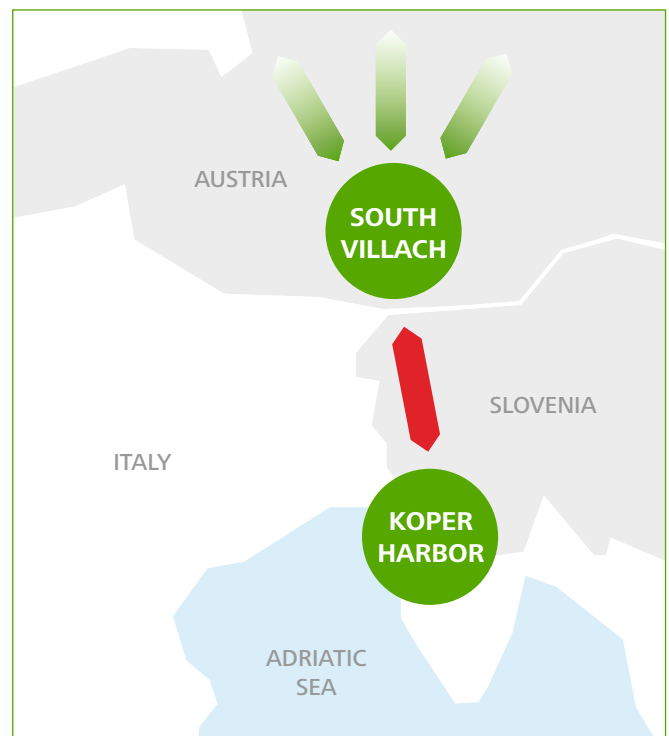 AUSTRIA
SOUTH
VILLACH
SLOVENIA
ITALY
KOPER
HARBOR
ADRIATIC
SEA